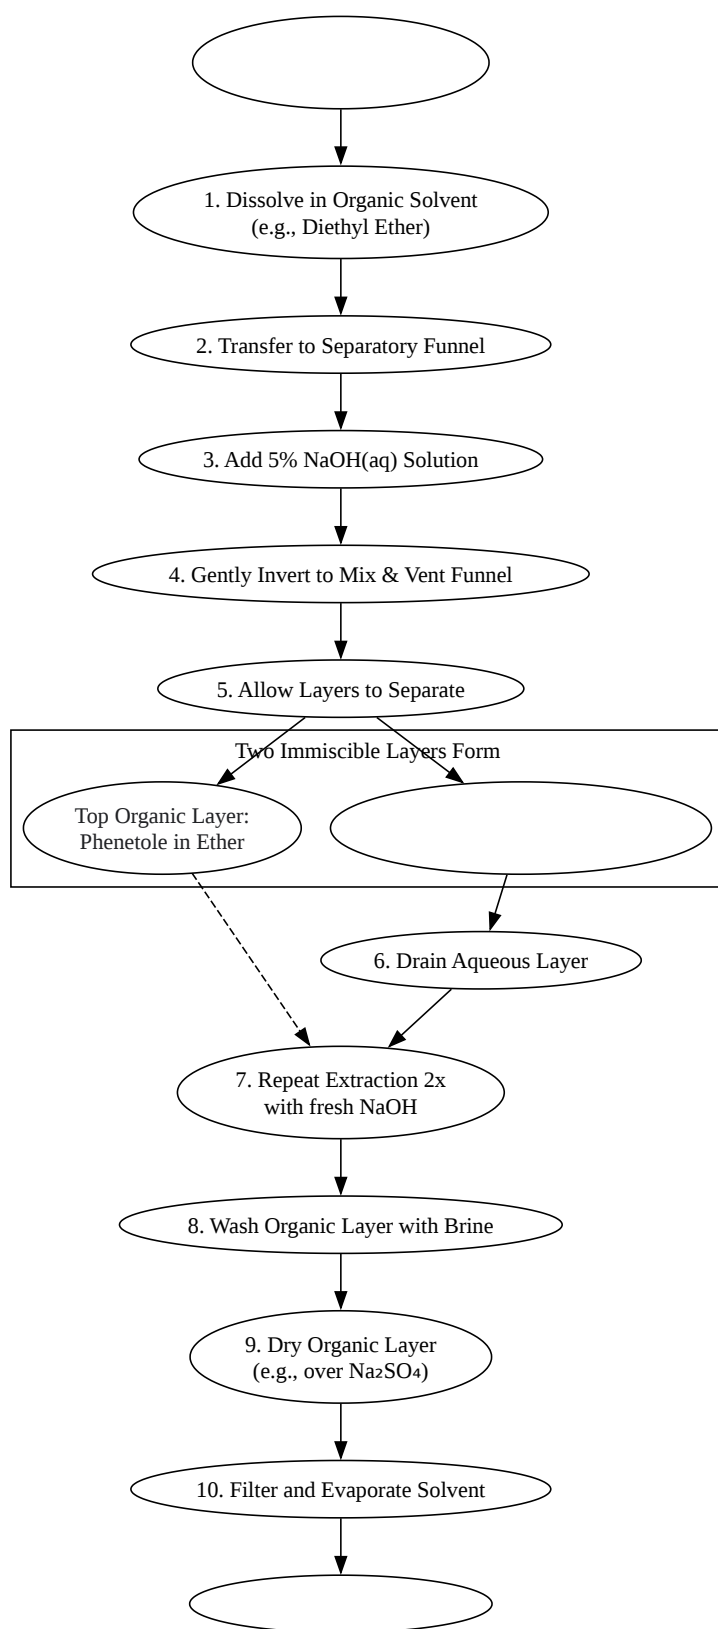 1. Dissolve in Organic Solvent
(e.g., Diethyl Ether)
2. Transfer to Separatory Funnel
3. Add 5% NaOH(aq) Solution
4. Gently Invert to Mix & Vent Funnel
5. Allow Layers to Separate
Two Immiscible Layers Form
Top Organic Layer:
Phenetole in Ether
6. Drain Aqueous Layer
7. Repeat Extraction 2x
with fresh NaOH
8. Wash Organic Layer with Brine
9. Dry Organic Layer
(e.g., over Na₂SO₄)
10. Filter and Evaporate Solvent